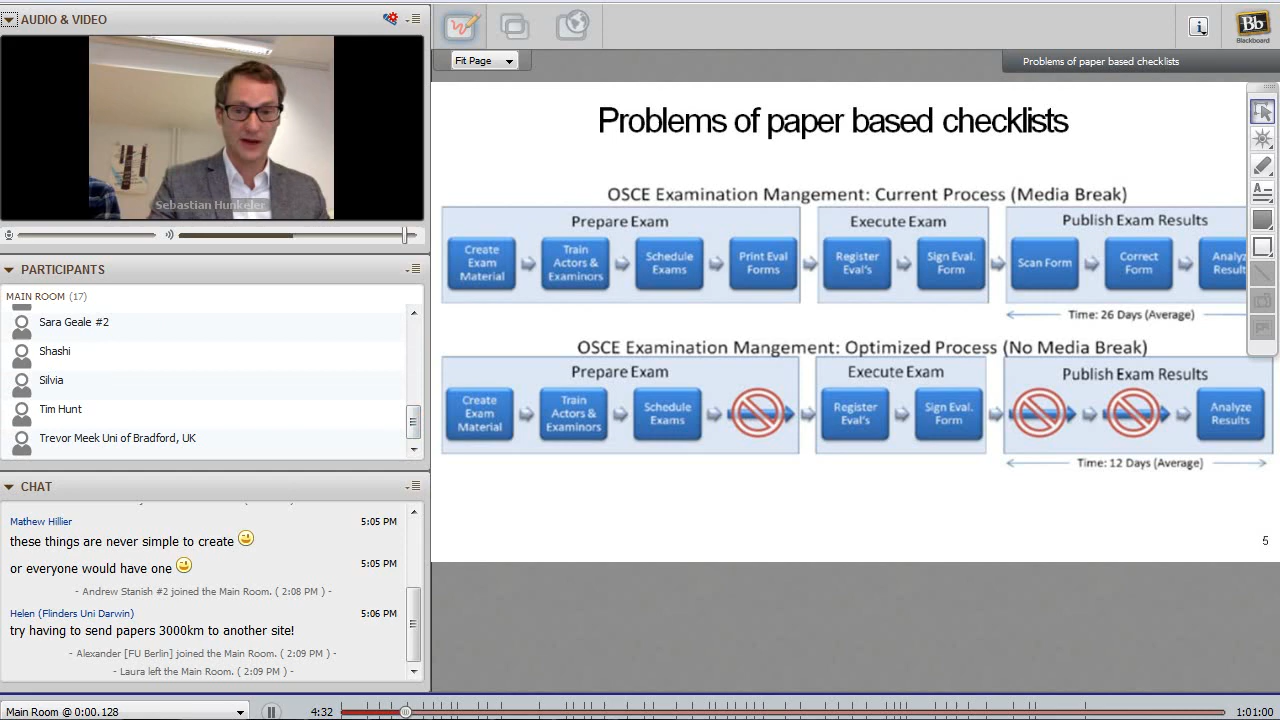 AUDIO & VIDEO
Sebastian Hunkeler
PARTICIPANTS
MAIN ROOM (17)
Sara Geale #2
Shashi
Silvia
Tim Hunt
Trevor Meek Uni of Bradford, UK
CHAT
Mathew Hillier 5:05 PM
these things are never simple to create
or everyone would have one 5:05 PM
- Andrew Stanish #2 joined the Main Room. ( 2:08 PM ) -
Helen (Flinders Uni Darwin) 5:06 PM
try having to send papers 3000km to another site!
- Alexander [FU Berlin] joined the Main Room. ( 2:09 PM ) -
- Laura left the Main Room. ( 2:09 PM ) -
Main Room @ 0:00.128
4:32
1:01:00
Fit Page
Problems of paper based checklists
Bb
Blackboard
Problems of paper based checklists
OSCE Examination Mangement: Current Process (Media Break)
Prepare Exam
Create
Exam
Material
Train
Actors &
Examinors
Schedule
Exams
Print Eval
Forms
Execute Exam
Register
Eval's
Sign Eval.
Form
Publish Exam Results
Scan Form
Correct
Form
Time: 26 Days (Average)
OSCE Examination Mangement: Optimized Process (No Media Break)
Prepare Exam
Create
Exam
Material
Train
Actors &
Examinors
Schedule
Exams
Execute Exam
Register
Eval's
Sign Eval.
Form
Publish Exam Results
Analyze
Results
Time: 12 Days (Average)
5